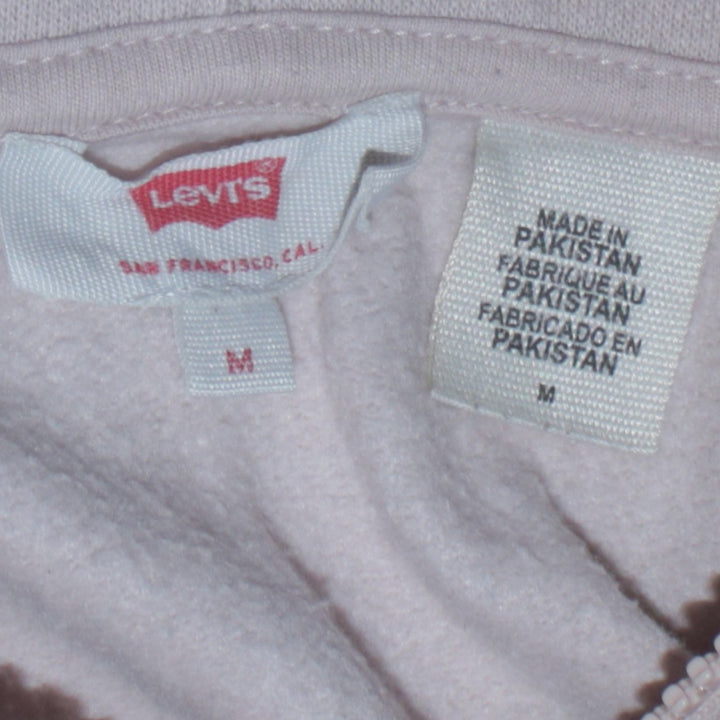 LEVI'S
SAN FRANCISCO, CAL.
M
MADE IN
PAKISTAN
FABRIQUE AU
PAKISTAN
FABRICADO EN
PAKISTAN
M